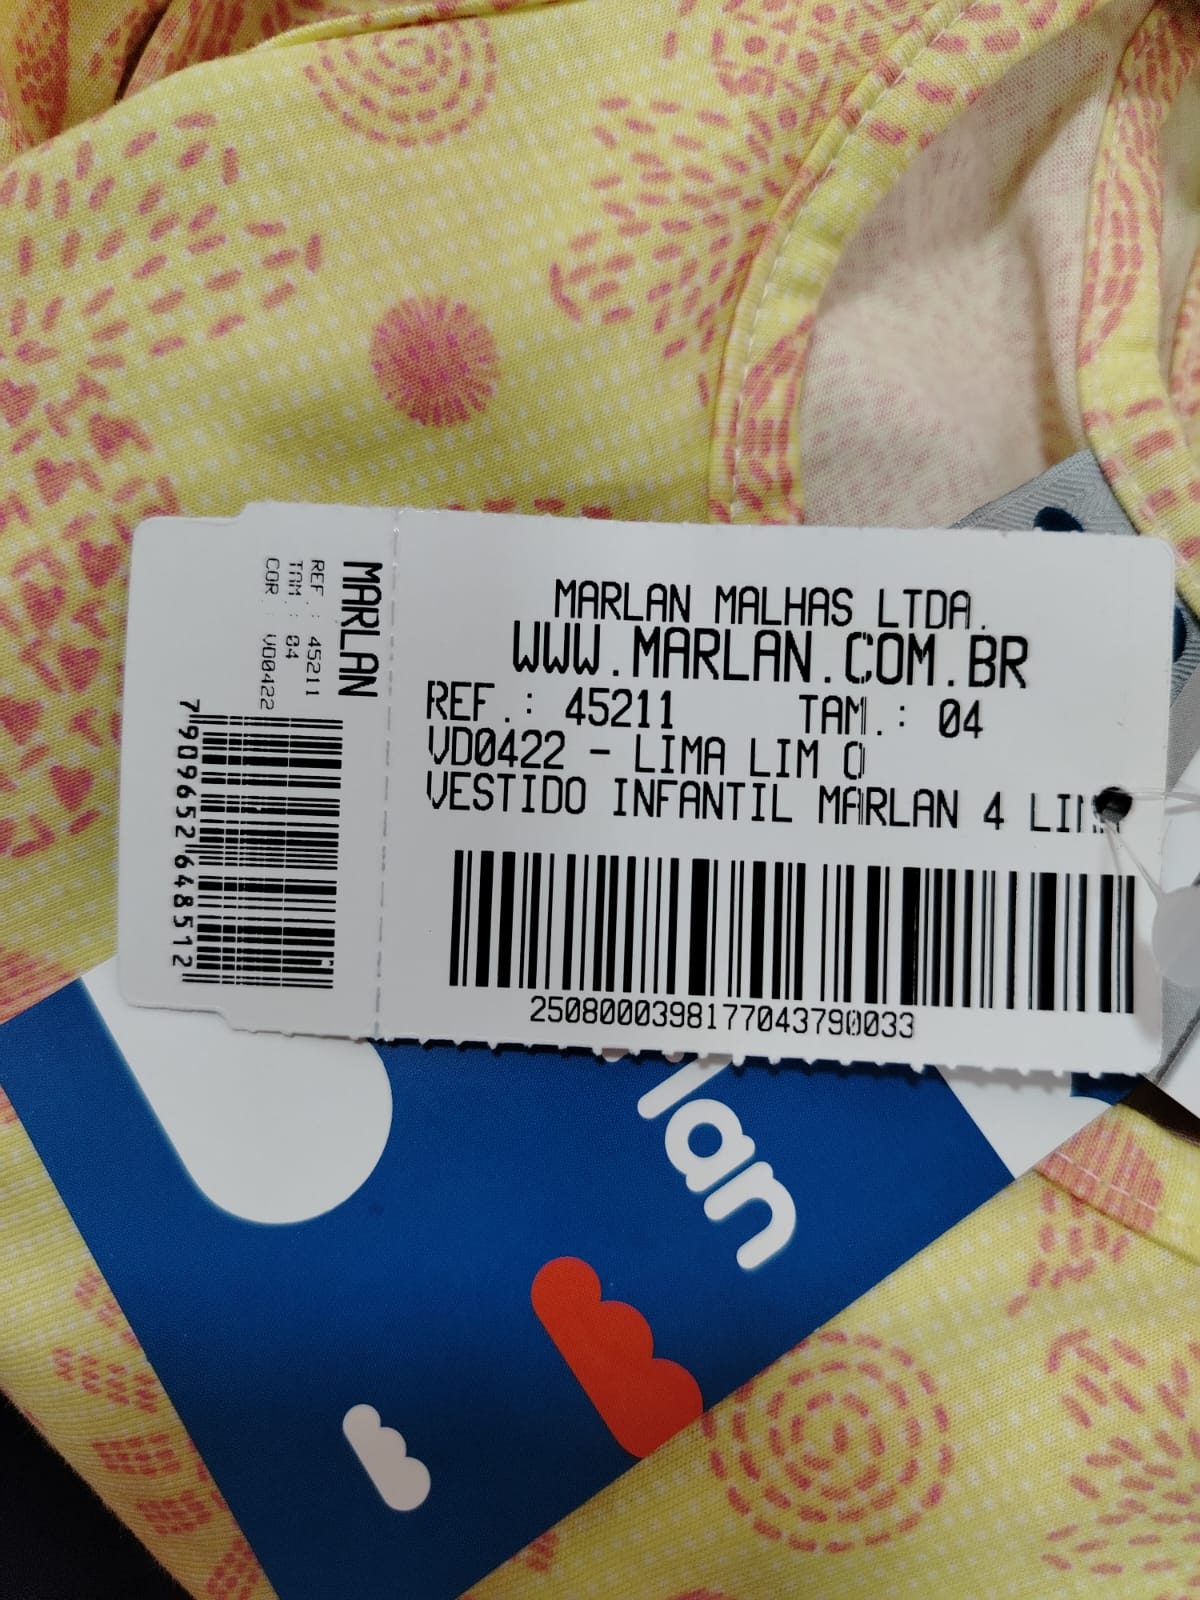 MARLAN
REF.: 45211
TAM.: 04
COR VD0422
7909652648512
MARLAN MALHAS LTDA.
WWW.MARLAN.COM.BR
REF.: 45211 TAM.: 04
VD0422 - LIMA LIM O
VESTIDO INFANTIL MARLAN 4
2508000398177043790033
lan